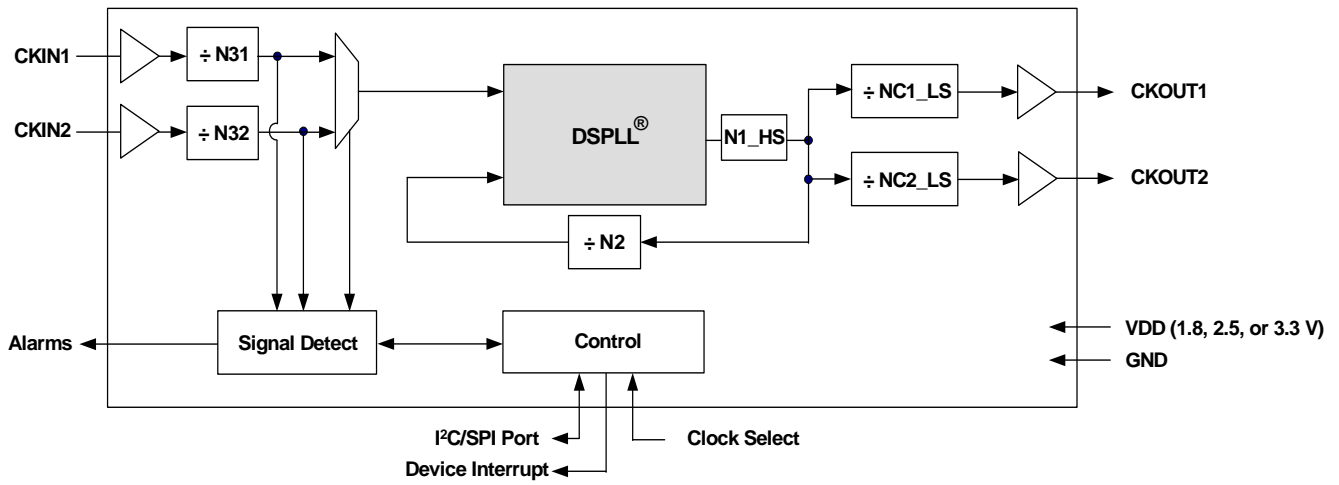 CKIN1
÷ N31
CKIN2
÷ N32
DSPLL®
N1_HS
÷ NC1_LS
CKOUT1
÷ NC2_LS
CKOUT2
÷ N2
Alarms
Signal Detect
Control
VDD (1.8, 2.5, or 3.3 V)
GND
I²C/SPI Port
Clock Select
Device Interrupt